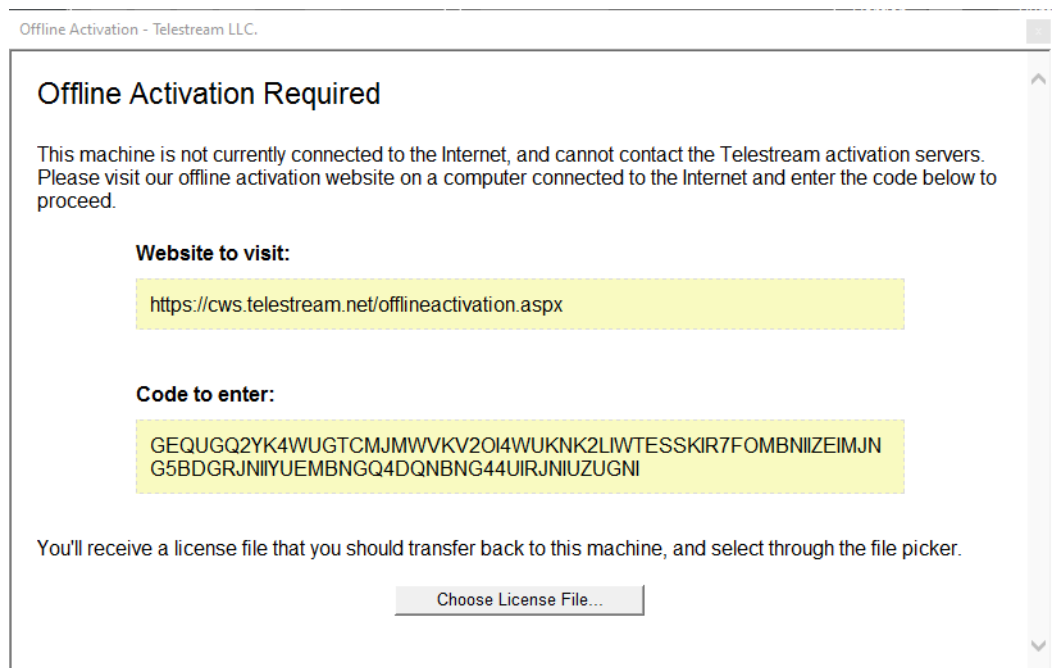 Offline Activation - Telestream LLC.
Offline Activation Required
This machine is not currently connected to the Internet, and cannot contact the Telestream activation servers.
Please visit our offline activation website on a computer connected to the Internet and enter the code below to
proceed.
Website to visit:
https://cws.telestream.net/offlineactivation.aspx
Code to enter:
GEQUGQ2YK4WUGTCMJMWVKV2OI4WUKNK2LIWTESSKIR7FOMBNIIZEIMJN
G5BDGRJNIIYUEMBNGQ4DQNBNG44UIRJNIUZUGNI
You'll receive a license file that you should transfer back to this machine, and select through the file picker.
Choose License File...